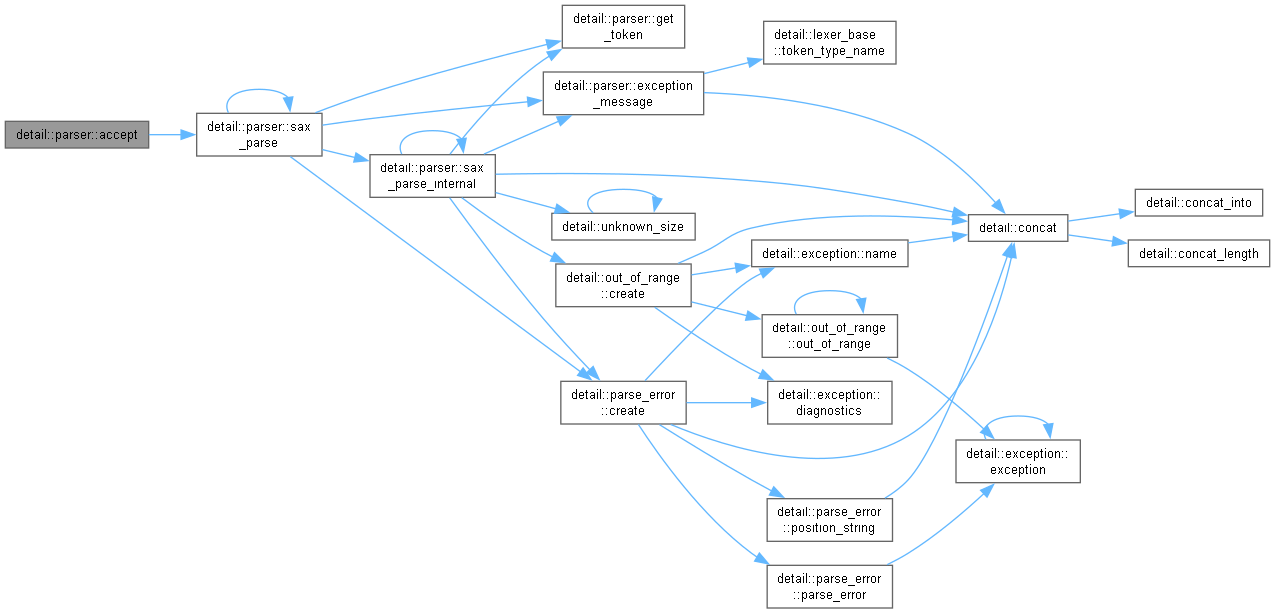 detail::parser::accept
detail::parser::sax
_parse
detail::parser::sax
_parse_internal
detail::parser::get
_token
detail::parser::exception
_message
detail::unknown_size
detail::out_of_range
::create
detail::parse_error
::create
detail::lexer_base
::token_type_name
detail::exception::name
detail::out_of_range
::out_of_range
detail::exception::
diagnostics
detail::parse_error
::position_string
detail::parse_error
::parse_error
detail::concat
detail::exception::
exception
detail::concat_into
detail::concat_length